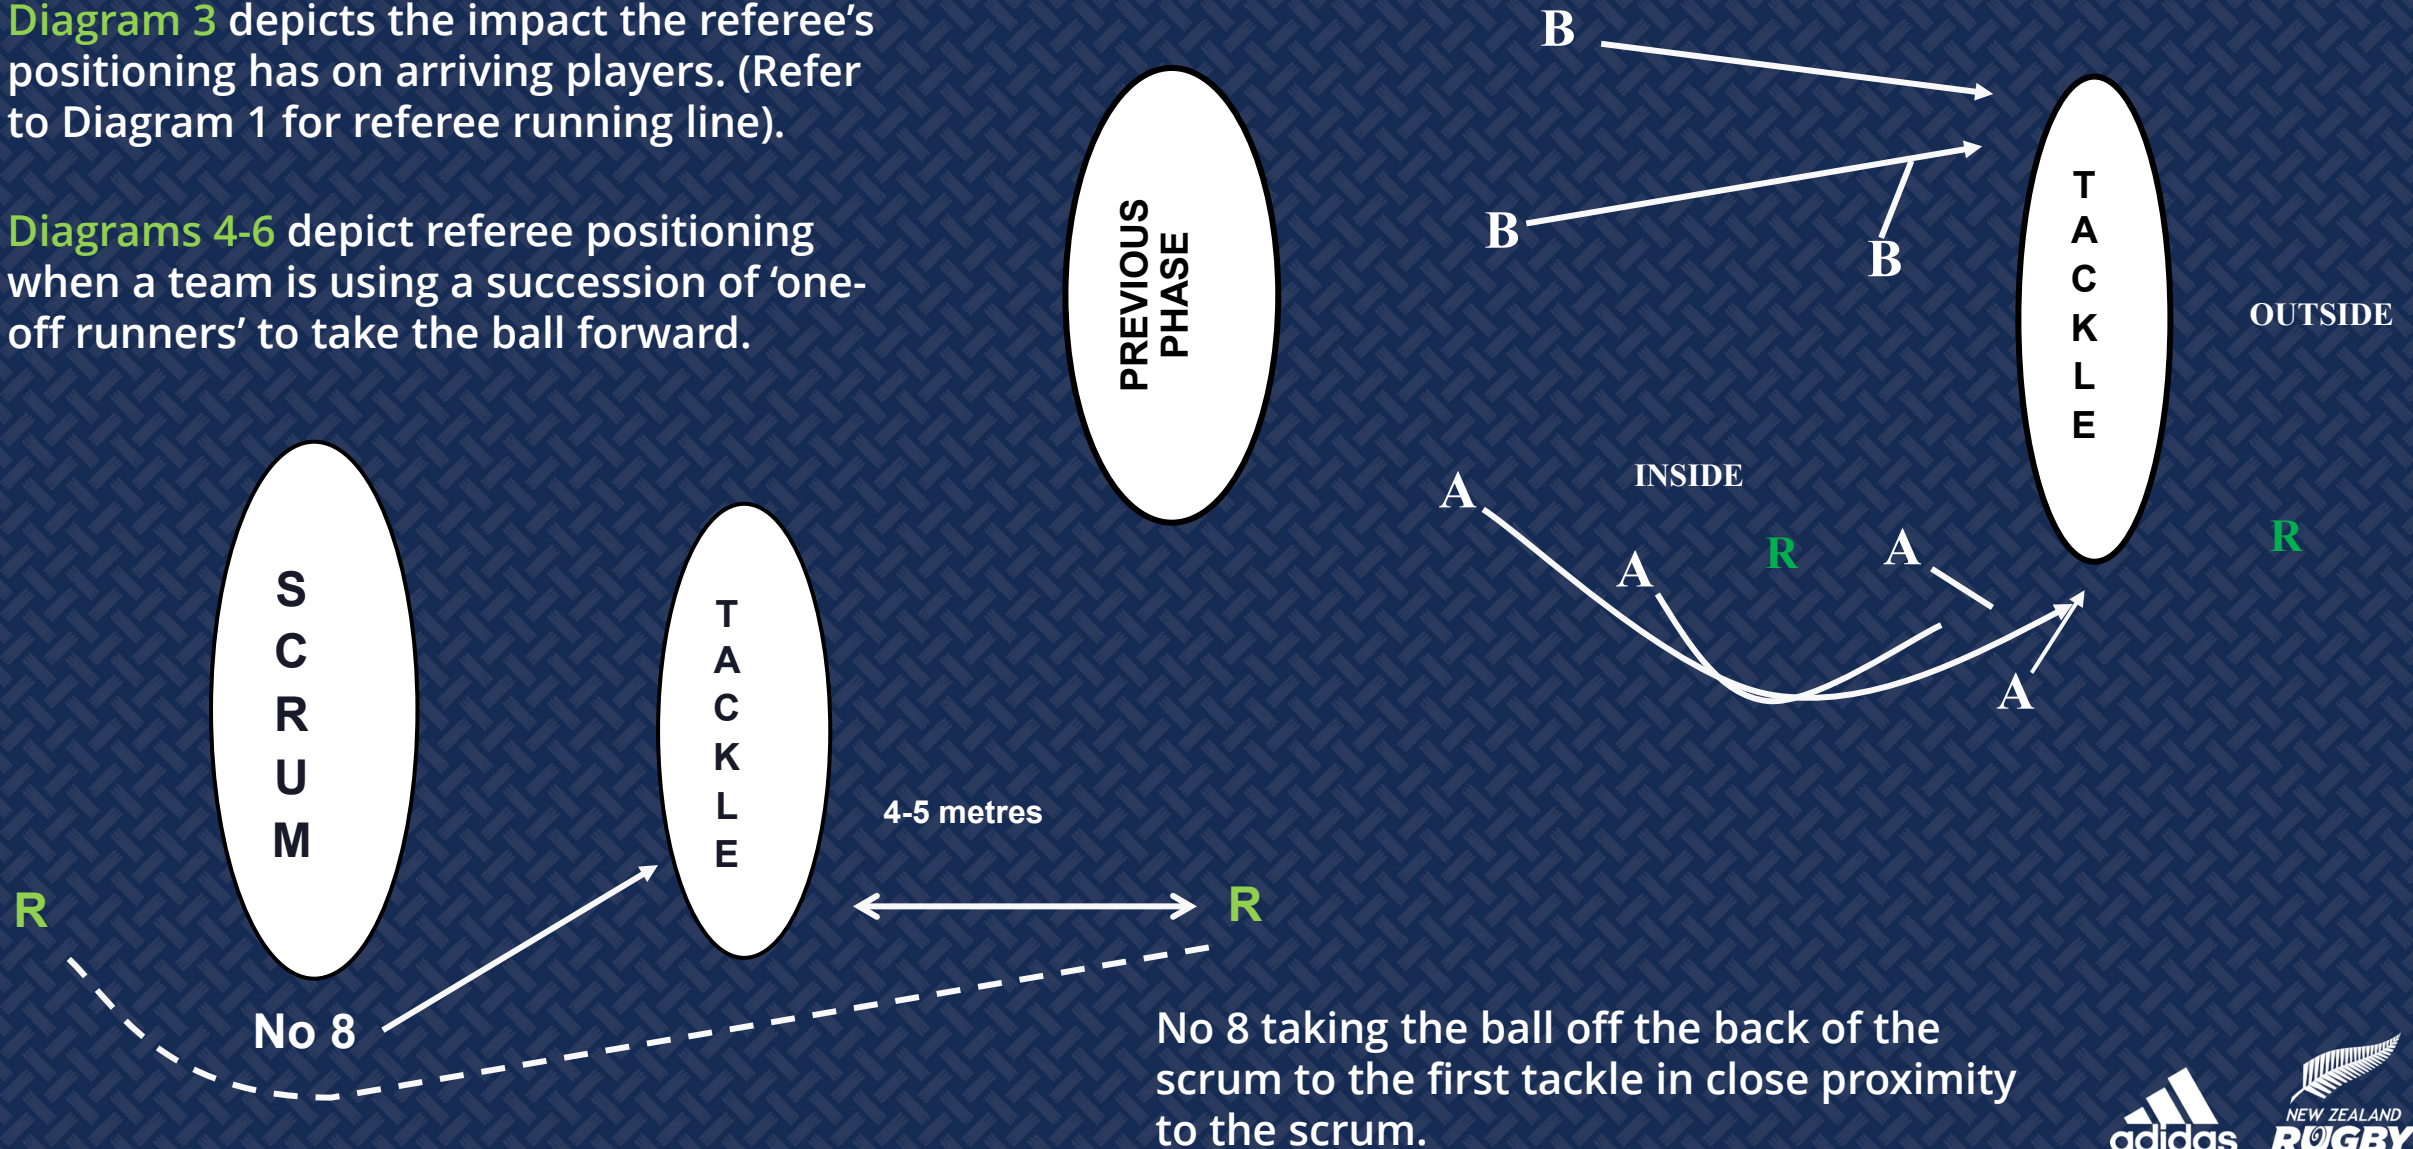 Diagram 3 depicts the impact the referee’s
positioning has on arriving players. (Refer
to Diagram 1 for referee running line).
Diagrams 4-6 depict referee positioning
when a team is using a succession of ‘one-
off runners’ to take the ball forward.
PREVIOUS
PHASE
B
B
B
TACKLE
OUTSIDE
INSIDE
A
A
R
A
R
A
SCRUM
TACKLE
4-5 metres
R
R
No 8
No 8 taking the ball off the back of the
scrum to the first tackle in close proximity
to the scrum.
adidas
NEW ZEALAND
RUGBY